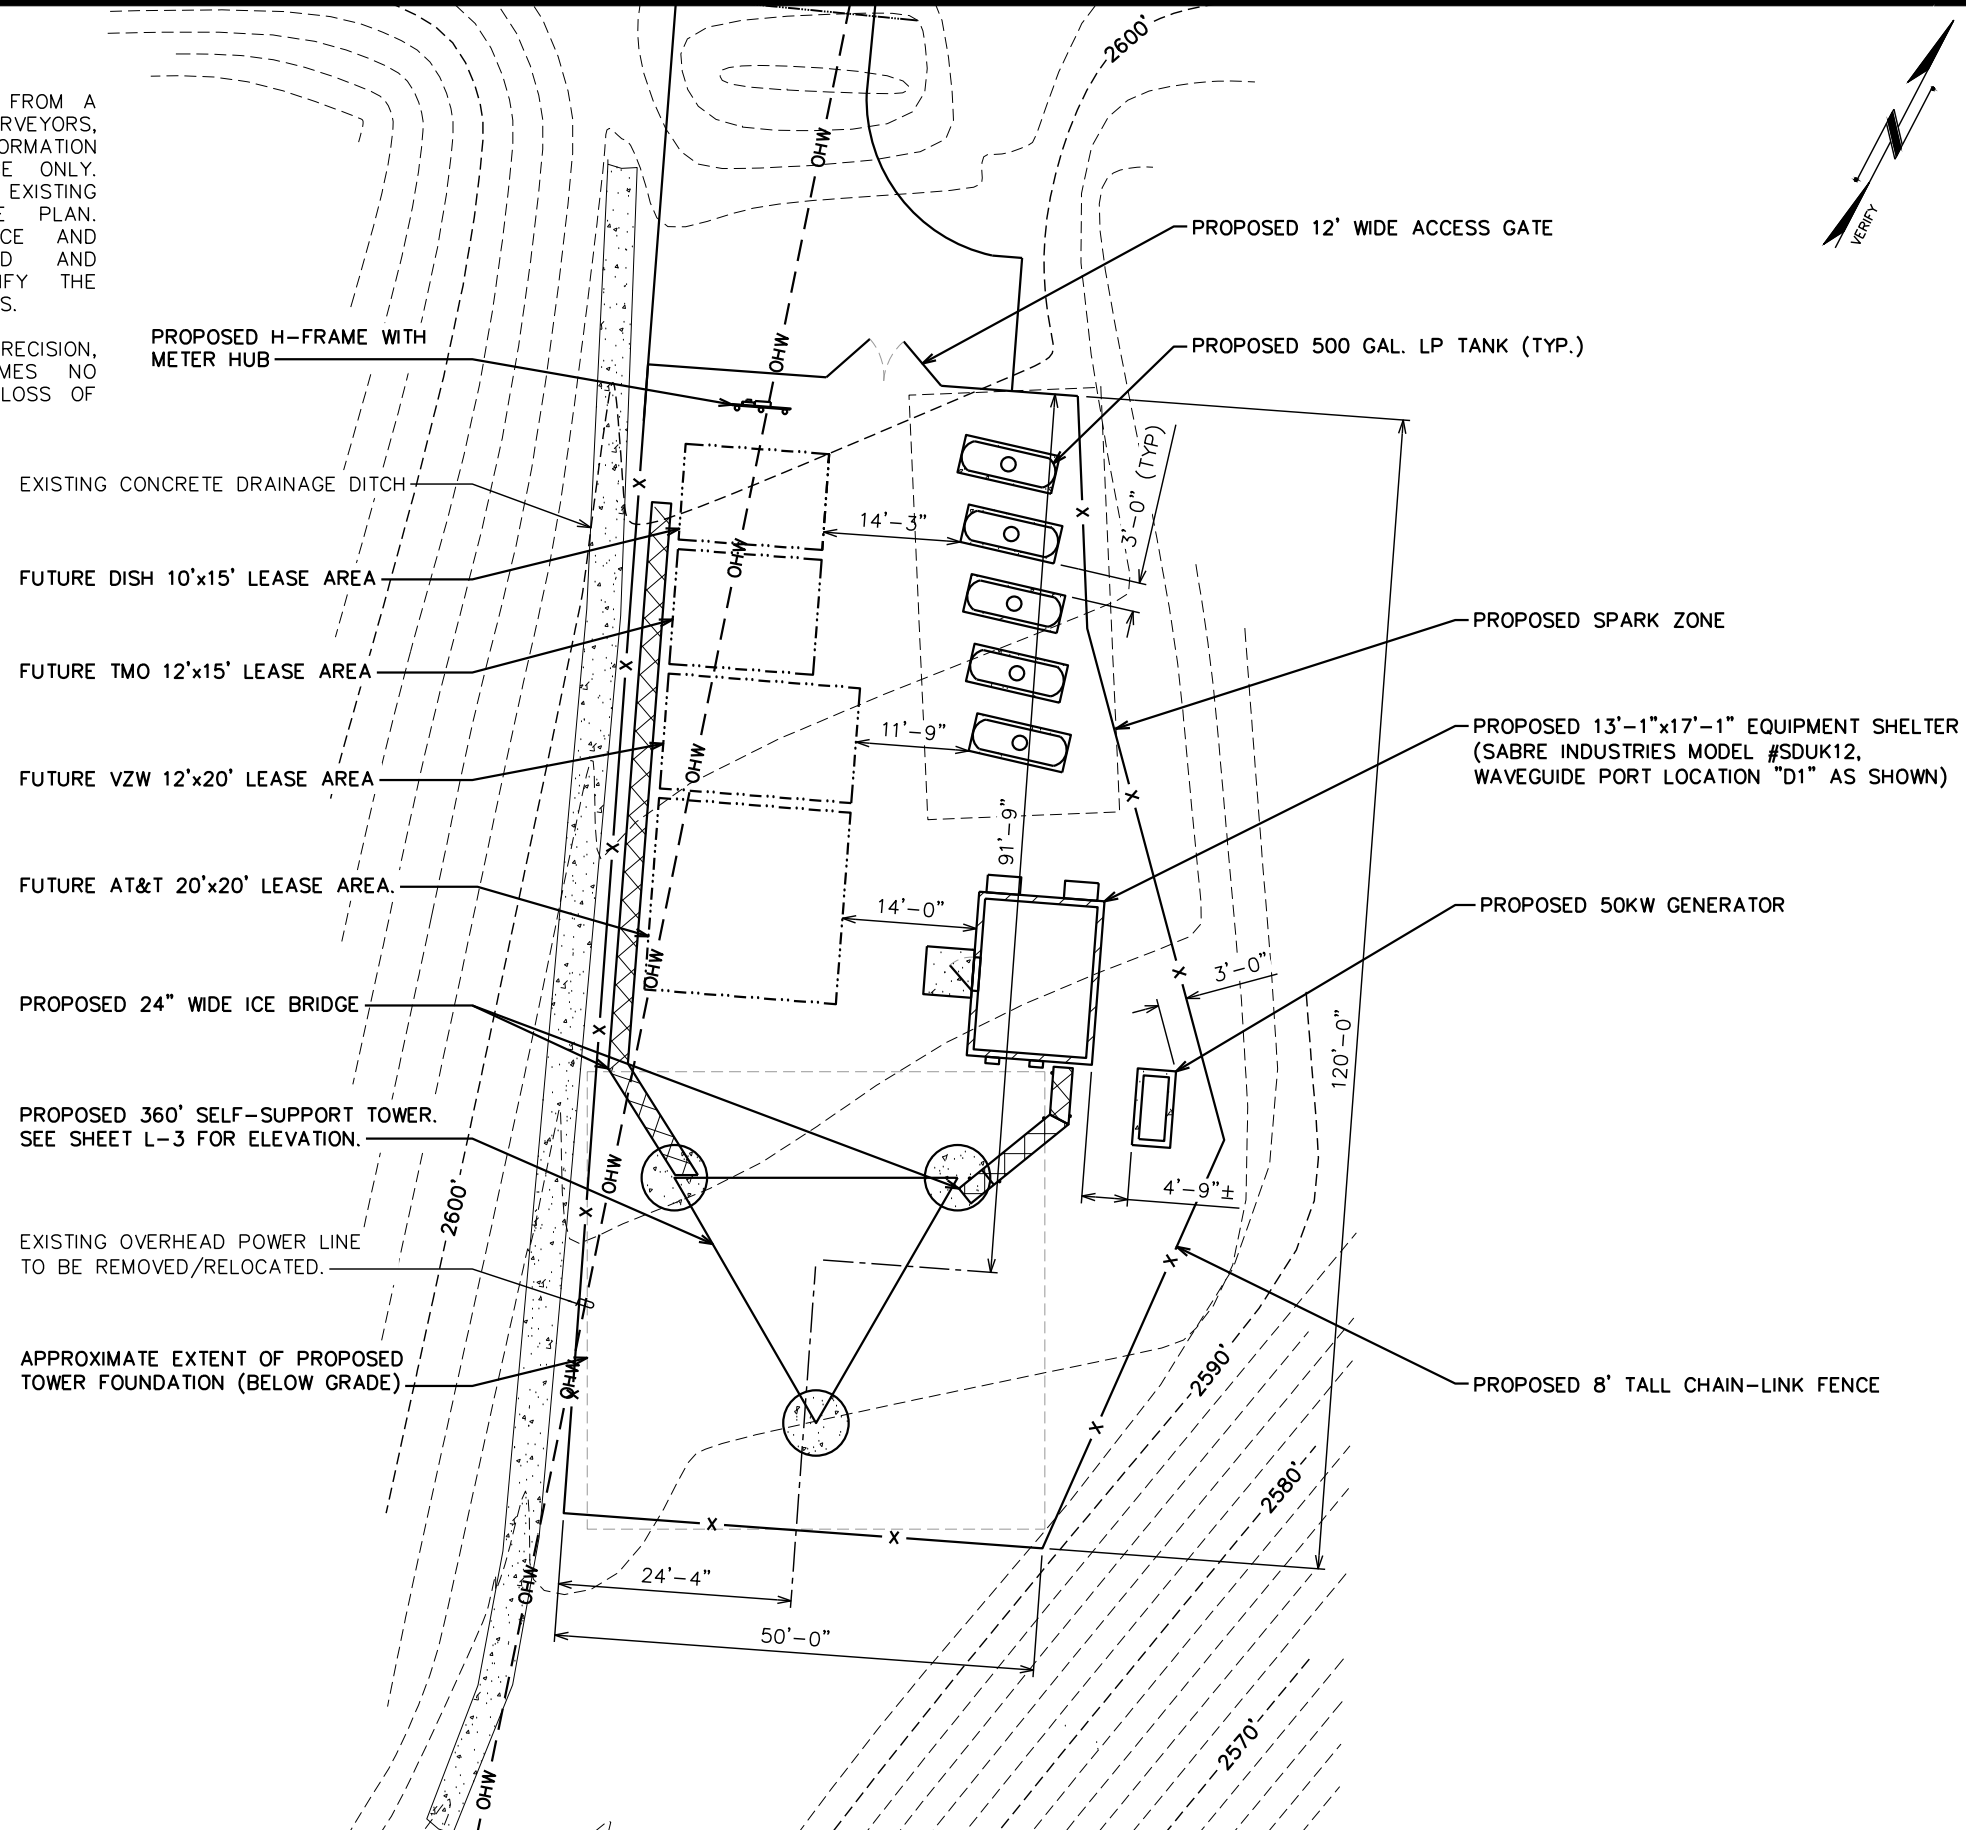 FROM A
RVEYORS,
ORMATION
E ONLY.
EXISTING
E PLAN.
CE AND
D AND
IFY THE
S.
RECISION,
MES NO
LOSS OF
2600'
N
VERIFY
OHW
PROPOSED 12' WIDE ACCESS GATE
PROPOSED H-FRAME WITH
METER HUB
OHW
PROPOSED 500 GAL. LP TANK (TYP.)
EXISTING CONCRETE DRAINAGE DITCH
X
X
14'-3"
3'-0" (TYP)
OHW
FUTURE DISH 10'x15' LEASE AREA
PROPOSED SPARK ZONE
FUTURE TMO 12'x15' LEASE AREA
X
11'-9"
PROPOSED 13'-1"x17'-1" EQUIPMENT SHELTER
(SABRE INDUSTRIES MODEL #SDUK12,
WAVEGUIDE PORT LOCATION "D1" AS SHOWN)
OHW
FUTURE VZW 12'x20' LEASE AREA
X
91'-9"
X
FUTURE AT&T 20'x20' LEASE AREA.
14'-0"
PROPOSED 50KW GENERATOR
OHW
X
3'-0"
PROPOSED 24" WIDE ICE BRIDGE
X
120'-0"
PROPOSED 360' SELF-SUPPORT TOWER.
SEE SHEET L-3 FOR ELEVATION.
OHW
4'-9"±
2600'
X
EXISTING OVERHEAD POWER LINE
TO BE REMOVED/RELOCATED.
X
APPROXIMATE EXTENT OF PROPOSED
TOWER FOUNDATION (BELOW GRADE)
OHW
X
2590'
PROPOSED 8' TALL CHAIN-LINK FENCE
X
2580'
X
X
24'-4"
OHW
50'-0"
2570'
OHW